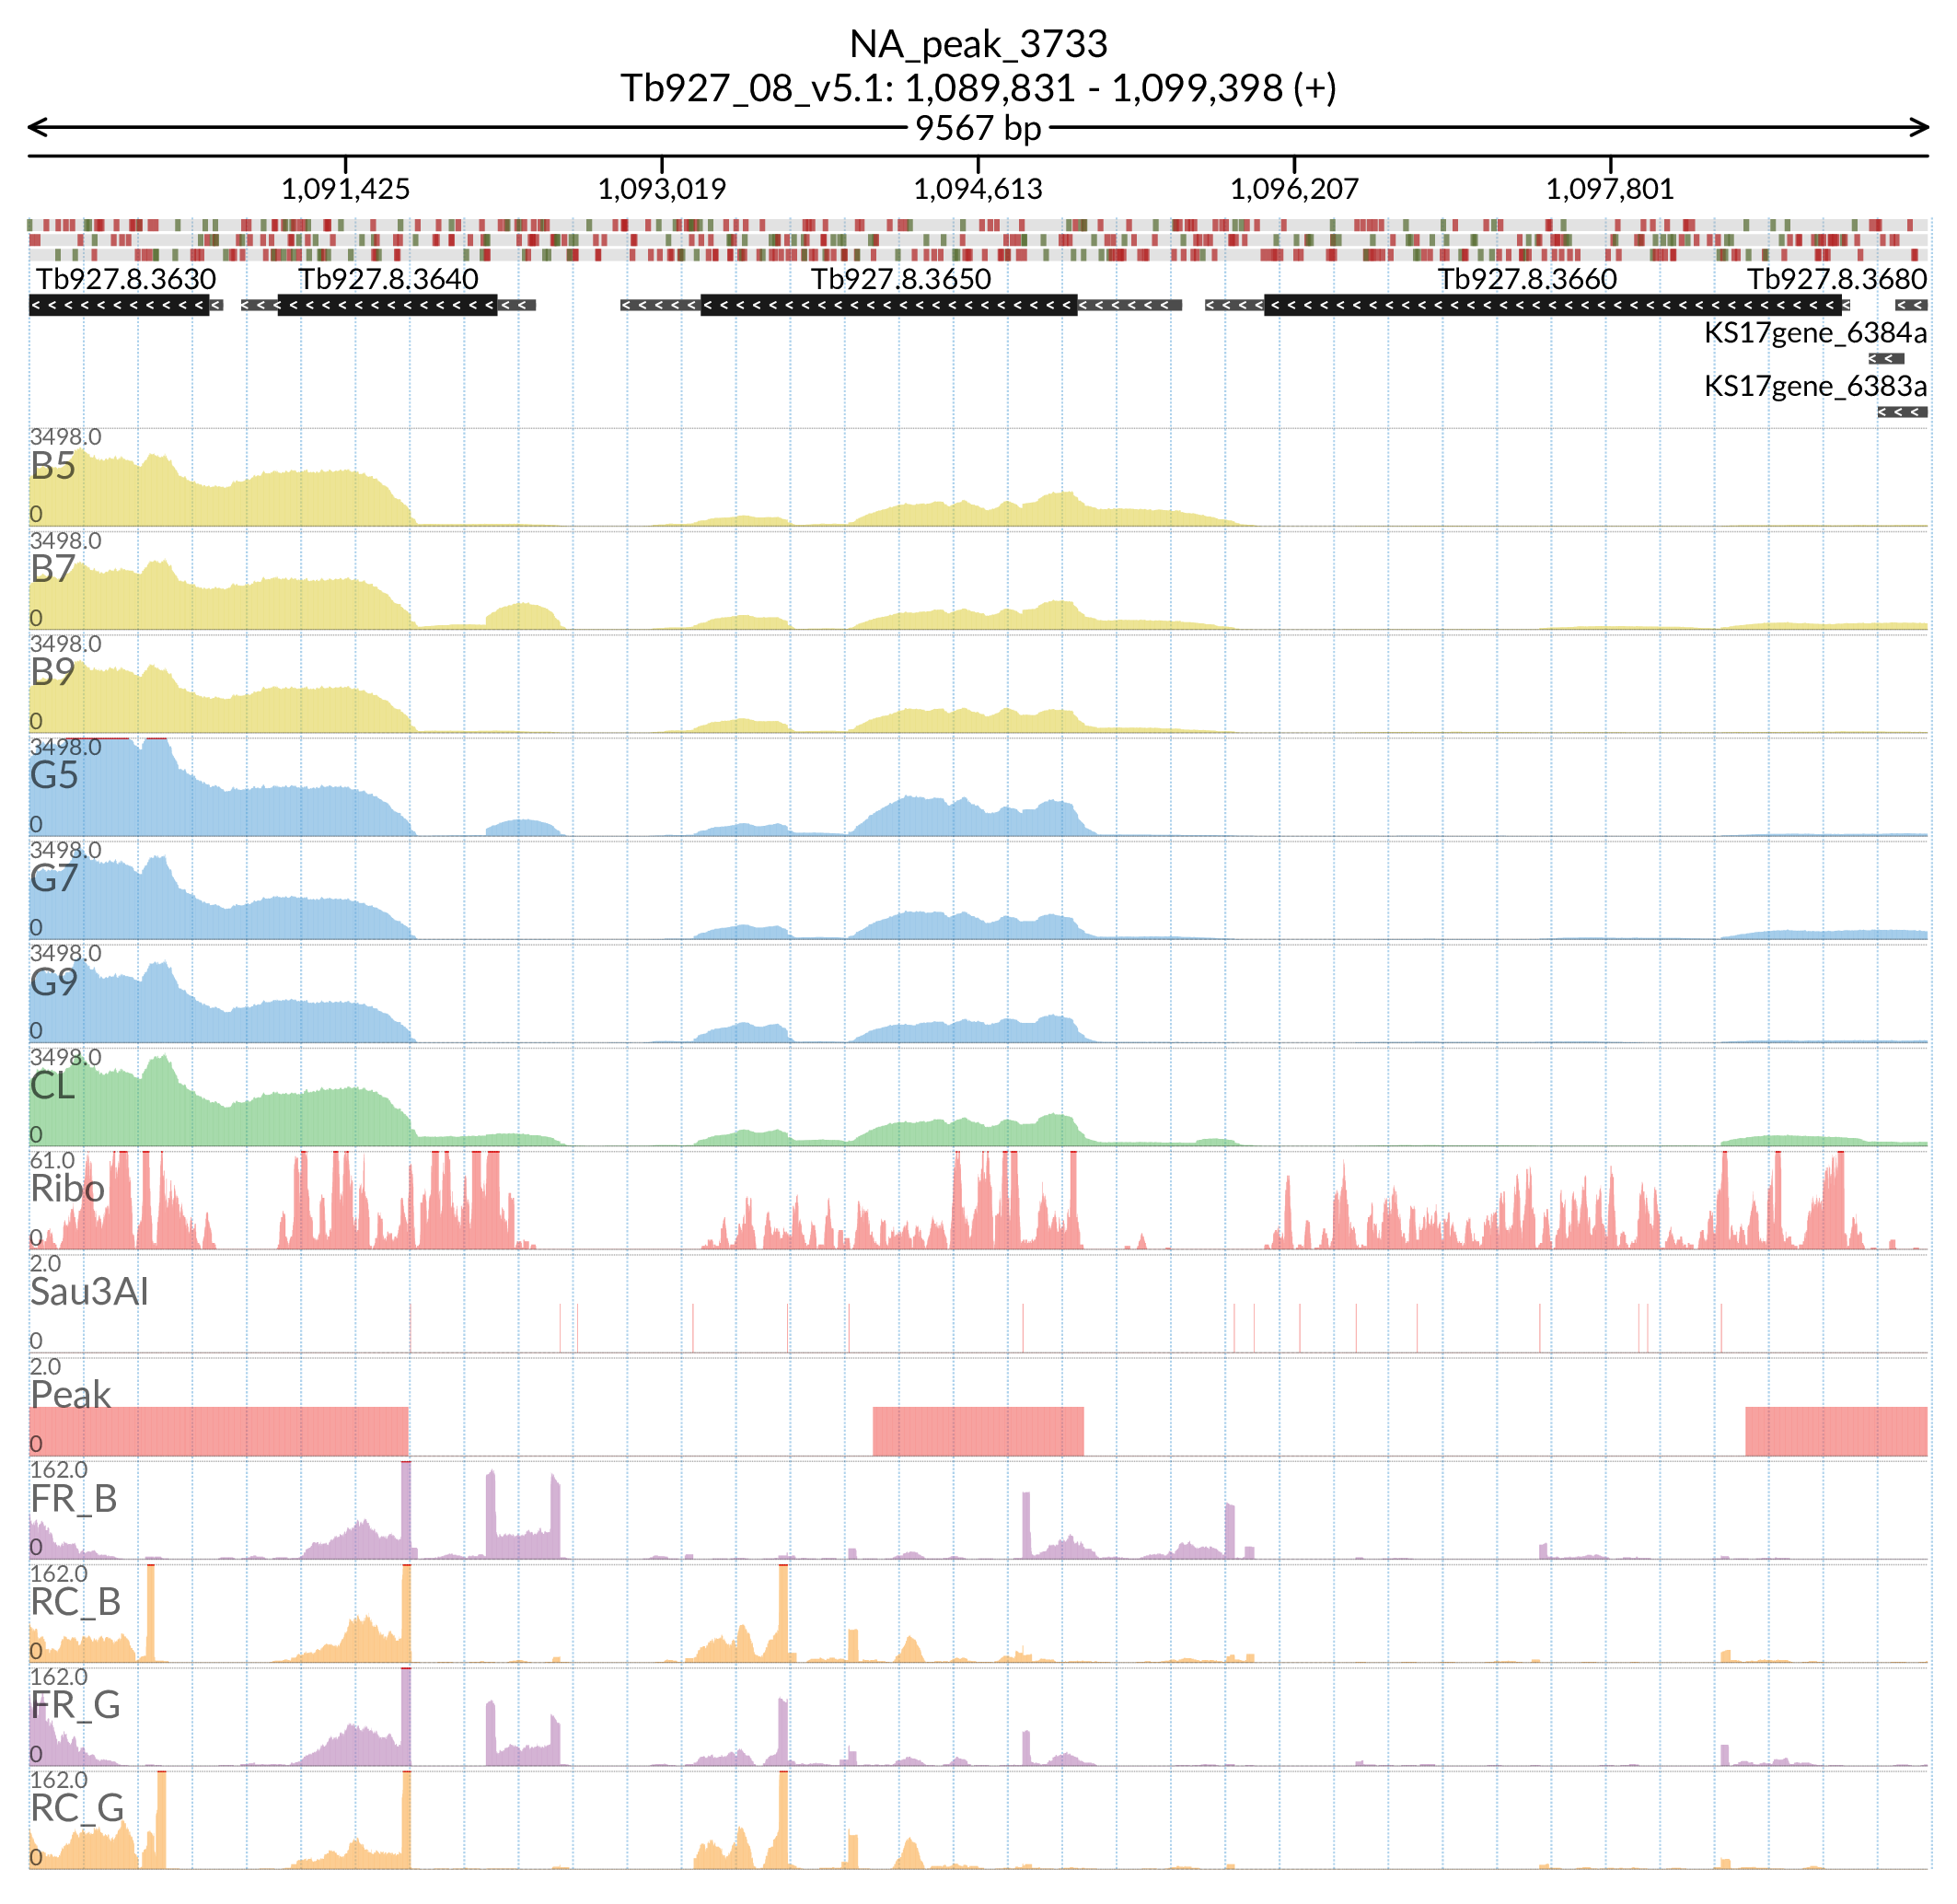 NA_peak_3733
Tb927_08_v5.1: 1,089,831 - 1,099,398 (+)
9567 bp
1,091,425 1,093,019 1,094,613 1,096,207 1,097,801
Tb927.8.3630 Tb927.8.3640 Tb927.8.3650 Tb927.8.3660 Tb927.8.3680
KS17gene_6384a
KS17gene_6383a
3498.0
B5
0
3498.0
B7
0
3498.0
B9
0
3498.0
G5
0
3498.0
G7
0
3498.0
G9
0
3498.0
CL
0
61.0
Ribo
0
2.0
Sau3AI
0
2.0
Peak
0
162.0
FR_B
0
162.0
RC_B
0
162.0
FR_G
0
162.0
RC_G
0